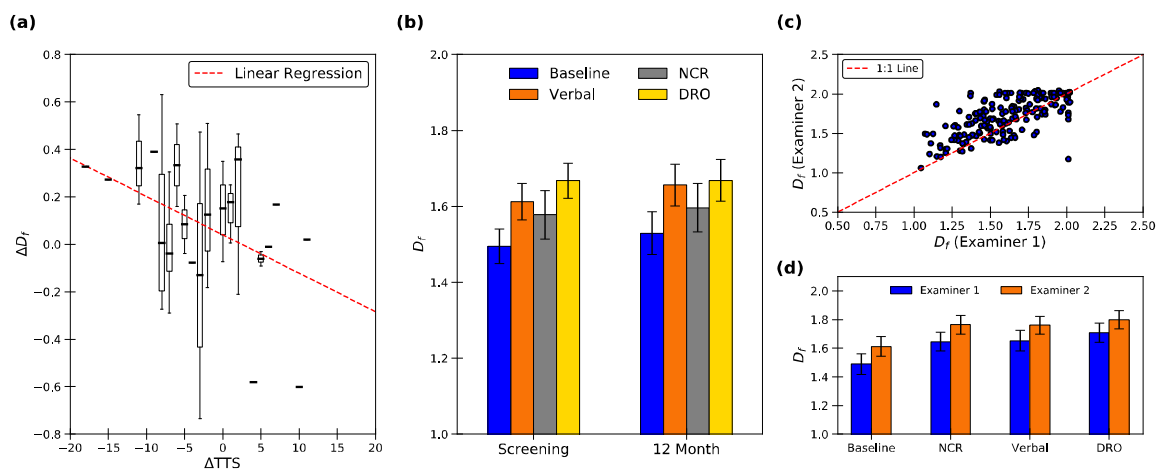 (a)
0.8
0.6
0.4
0.2
0.0
−0.2
−0.4
−0.6
−0.8
ΔD_f
Linear Regression
−20 −15 −10 −5 0 5 10 15 20
ΔTTS
(b)
2.0
1.8
1.6
1.4
1.2
1.0
D_f
Baseline NCR
Verbal DRO
Screening 12 Month
(c)
2.5
2.0
1.5
1.0
0.5
D_f (Examiner 2)
1:1 Line
0.50 0.75 1.00 1.25 1.50 1.75 2.00 2.25 2.50
D_f (Examiner 1)
(d)
2.0
1.8
1.6
1.4
1.2
1.0
D_f
Examiner 1 Examiner 2
Baseline NCR Verbal DRO